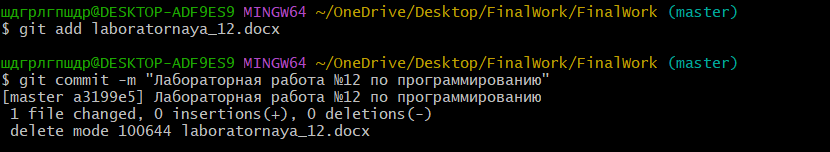 шдгрлгпшдр@DESKTOP-ADF9ES9 MINGW64 ~/OneDrive/Desktop/FinalWork/FinalWork (master)
$ git add laboratornaya_12.docx
шдгрлгпшдр@DESKTOP-ADF9ES9 MINGW64 ~/OneDrive/Desktop/FinalWork/FinalWork (master)
$ git commit -m "Лабораторная работа №12 по программированию"
[master a3199e5] Лабораторная работа №12 по программированию
1 file changed, 0 insertions(+), 0 deletions(-)
delete mode 100644 laboratornaya_12.docx